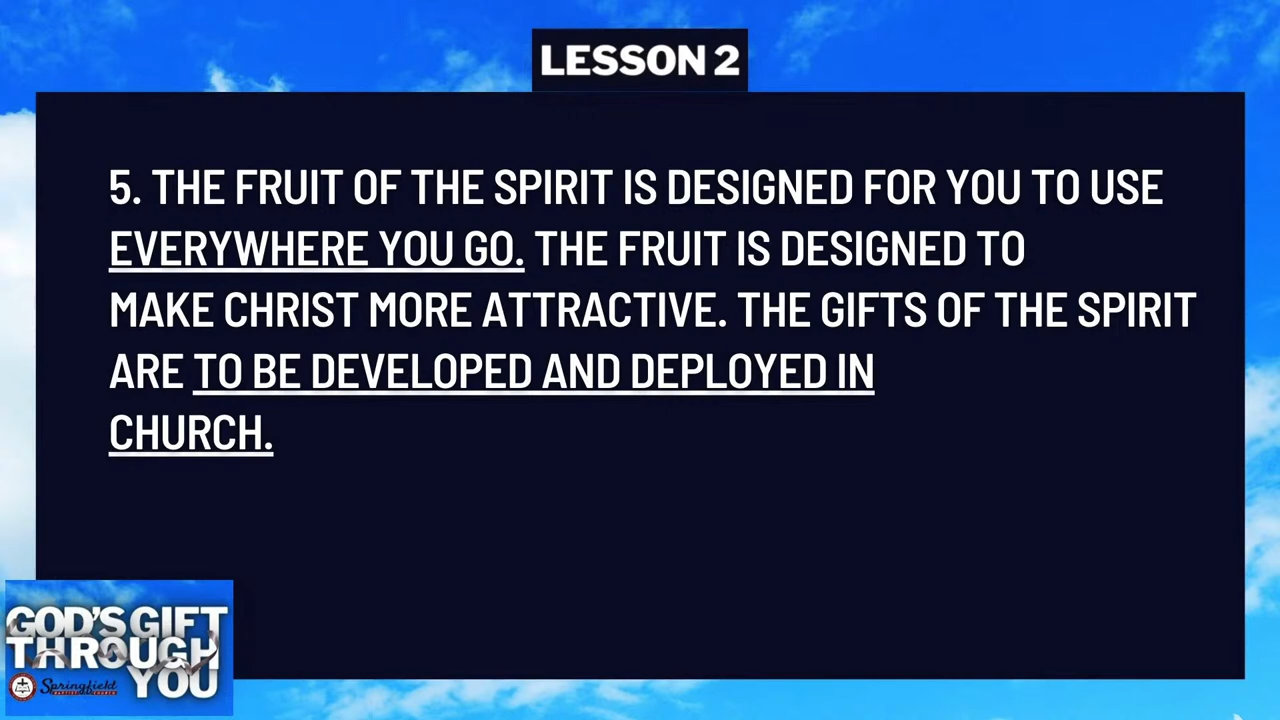 LESSON 2
5. THE FRUIT OF THE SPIRIT IS DESIGNED FOR YOU TO USE
EVERYWHERE YOU GO. THE FRUIT IS DESIGNED TO
MAKE CHRIST MORE ATTRACTIVE. THE GIFTS OF THE SPIRIT
ARE TO BE DEVELOPED AND DEPLOYED IN
CHURCH.
GOD'S GIFT
THROUGH
YOU
Springfield